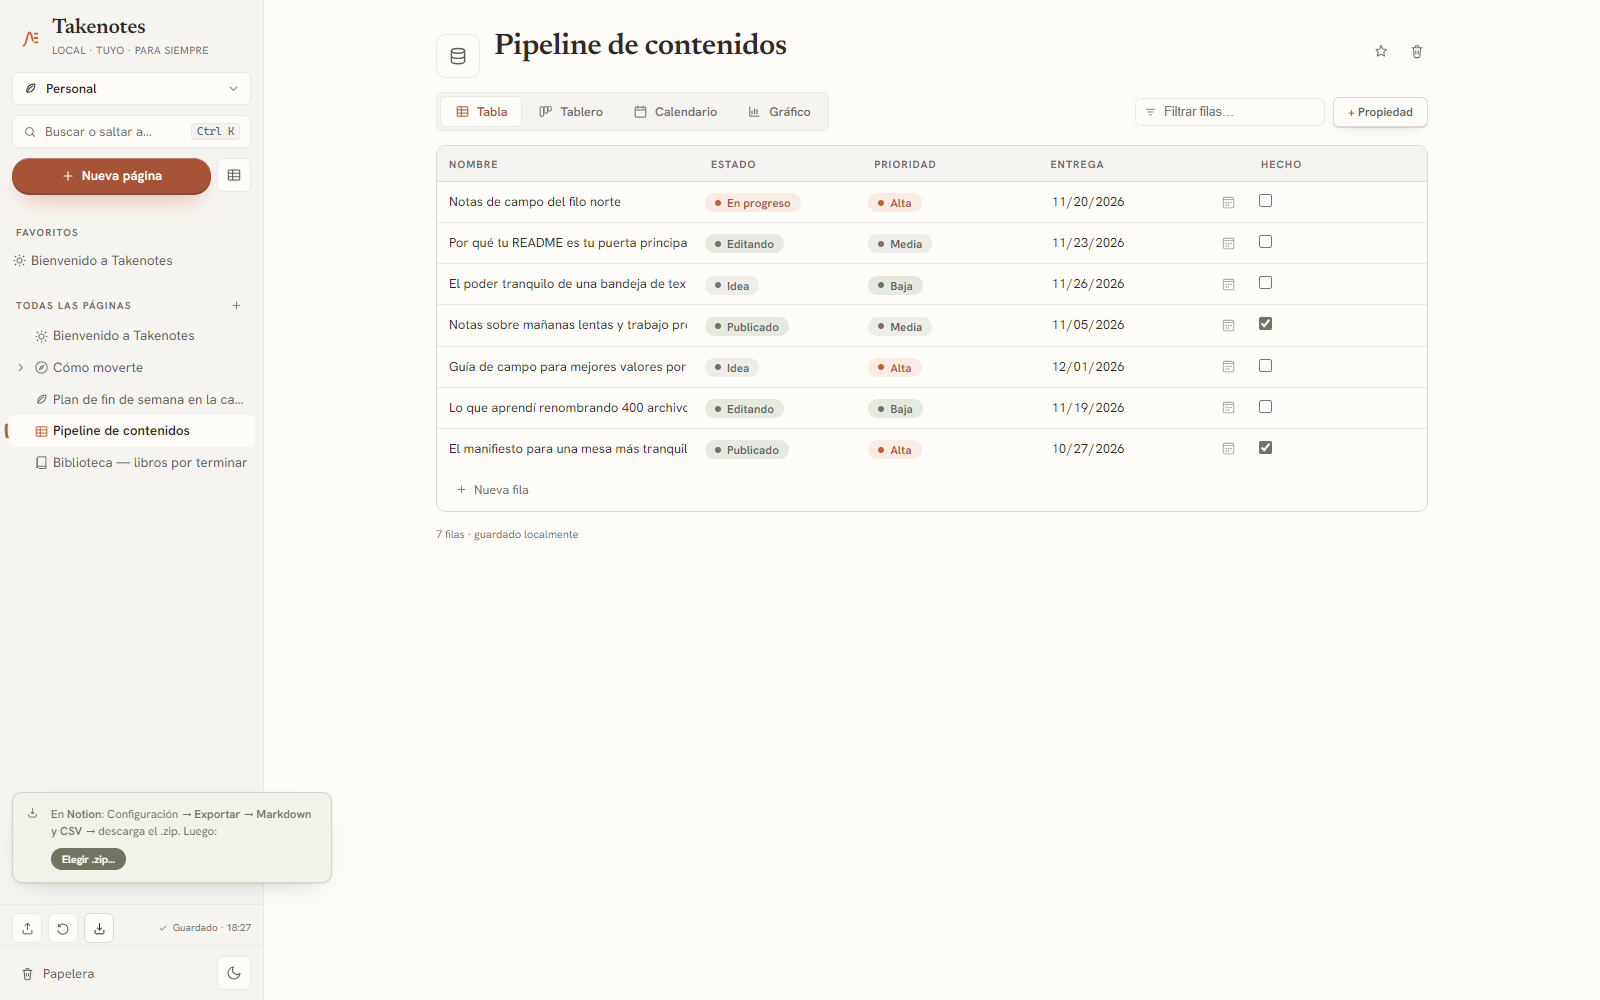 Takenotes
LOCAL · TUYO · PARA SIEMPRE
Personal
Buscar o saltar a... Ctrl K
+ Nueva página
FAVORITOS
Bienvenido a Takenotes
TODAS LAS PÁGINAS +
Bienvenido a Takenotes
Cómo moverte
Plan de fin de semana en la ca...
Pipeline de contenidos
Biblioteca — libros por terminar
En Notion: Configuración → Exportar → Markdown
y CSV → descarga el .zip. Luego:
Elegir .zip...
Guardado · 18:27
Papelera
Pipeline de contenidos
Tabla Tablero Calendario Gráfico
Filtrar filas... + Propiedad
NOMBRE ESTADO PRIORIDAD ENTREGA HECHO
Notas de campo del filo norte En progreso Alta 11/20/2026
Por qué tu README es tu puerta principa Editando Media 11/23/2026
El poder tranquilo de una bandeja de tex Idea Baja 11/26/2026
Notas sobre mañanas lentas y trabajo pro Publicado Media 11/05/2026
Guía de campo para mejores valores por Idea Alta 12/01/2026
Lo que aprendí renombrando 400 archivo Editando Baja 11/19/2026
El manifiesto para una mesa más tranquil Publicado Alta 10/27/2026
+ Nueva fila
7 filas · guardado localmente